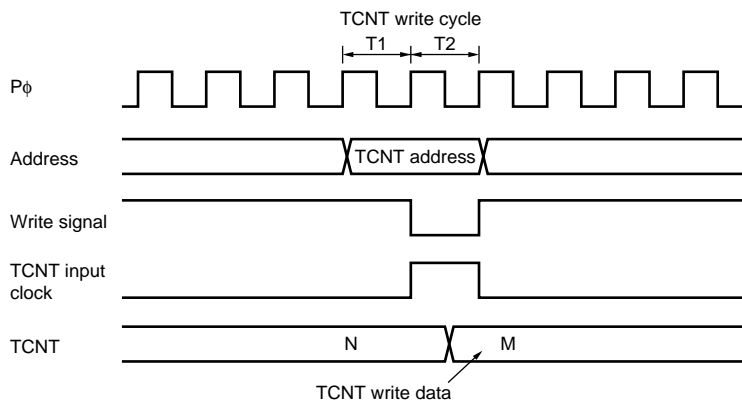 TCNT write cycle
T1 T2
Pϕ
Address
TCNT address
Write signal
TCNT input
clock
TCNT
N
M
TCNT write data